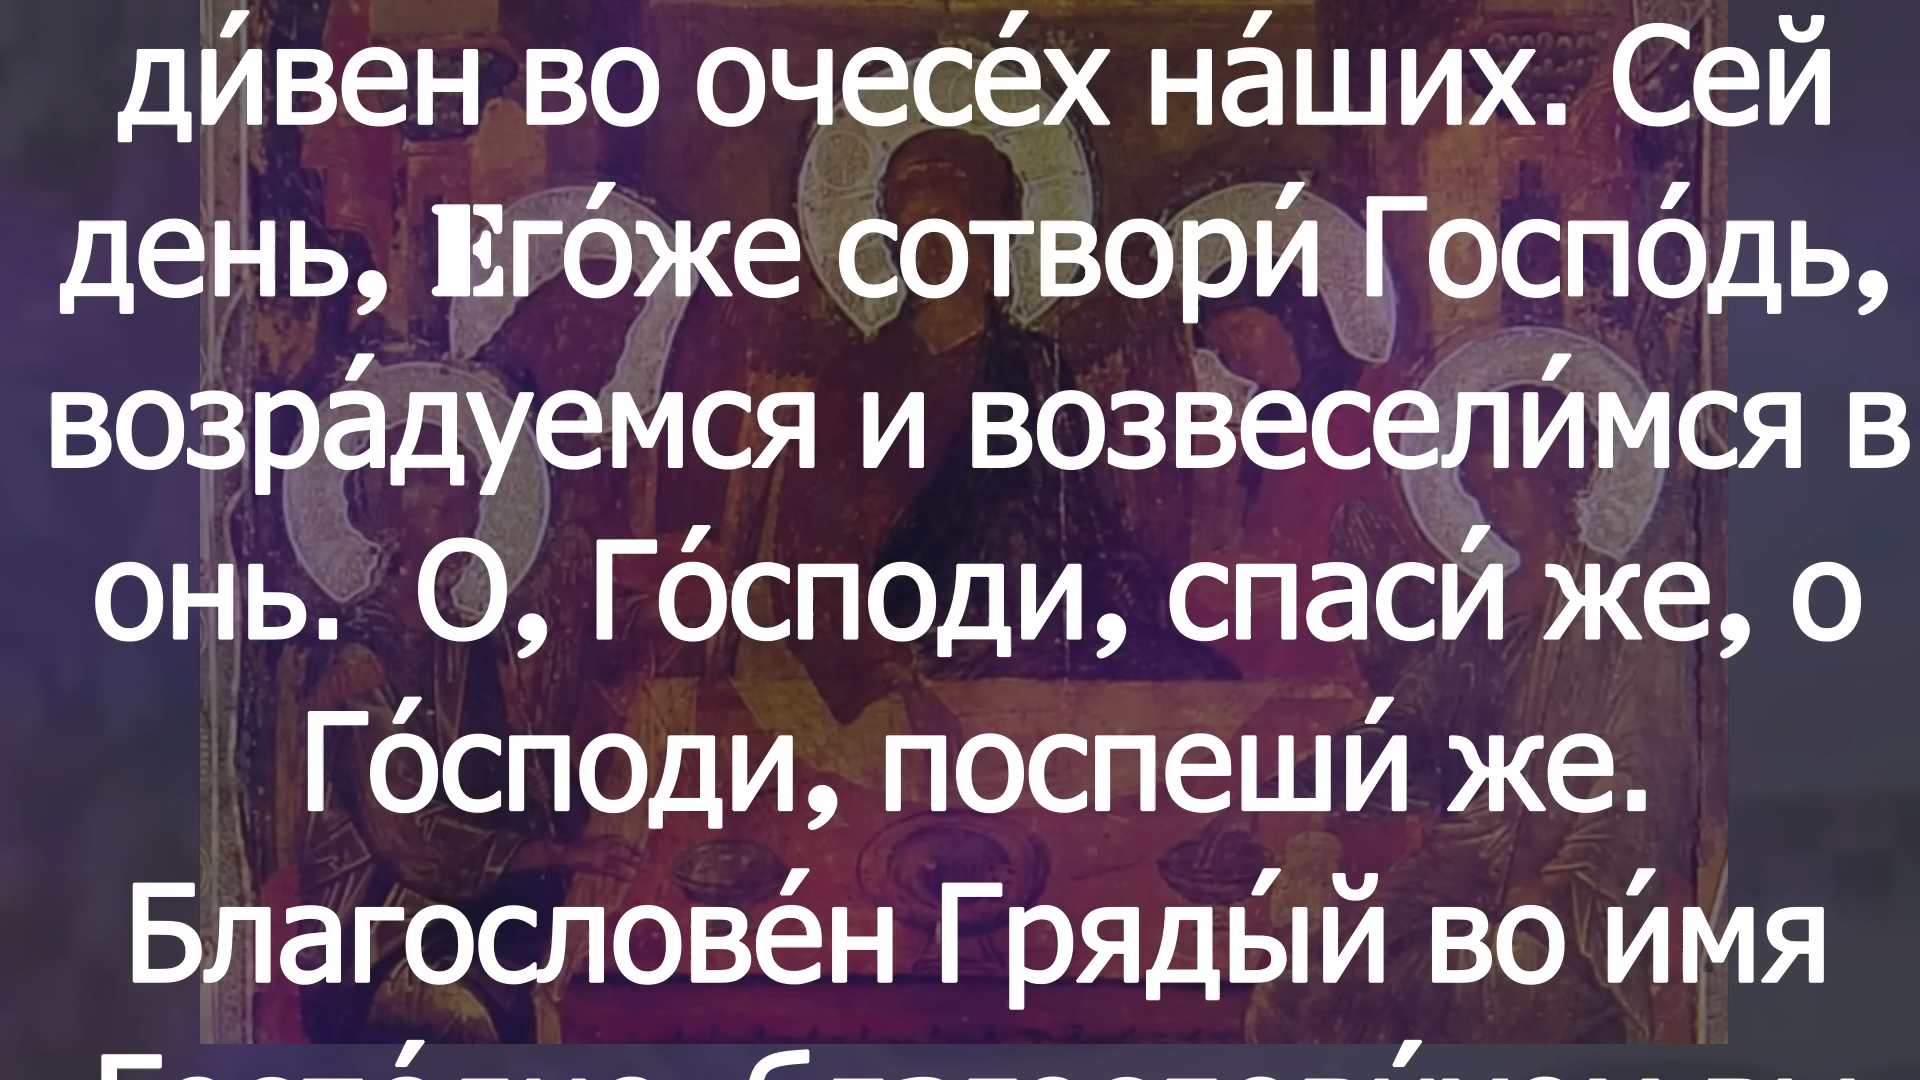 ди́вен во очесе́х на́ших. Сей
день, Его́же сотвори́ Госпо́дь,
возра́дуемся и возвесели́мся в
онь. О, Го́споди, спаси́ же, о
Го́споди, поспеши́ же.
Благослове́н Гряды́й во и́мя